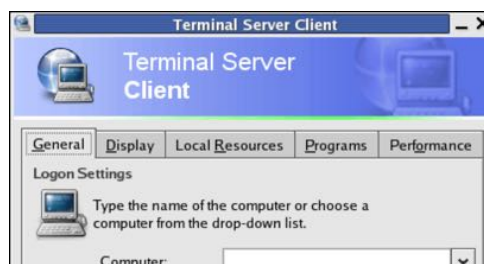 Terminal Server Client
Terminal Server
Client
General Display Local Resources Programs Performance
Logon Settings
Type the name of the computer or choose a
computer from the drop-down list.
Computer: